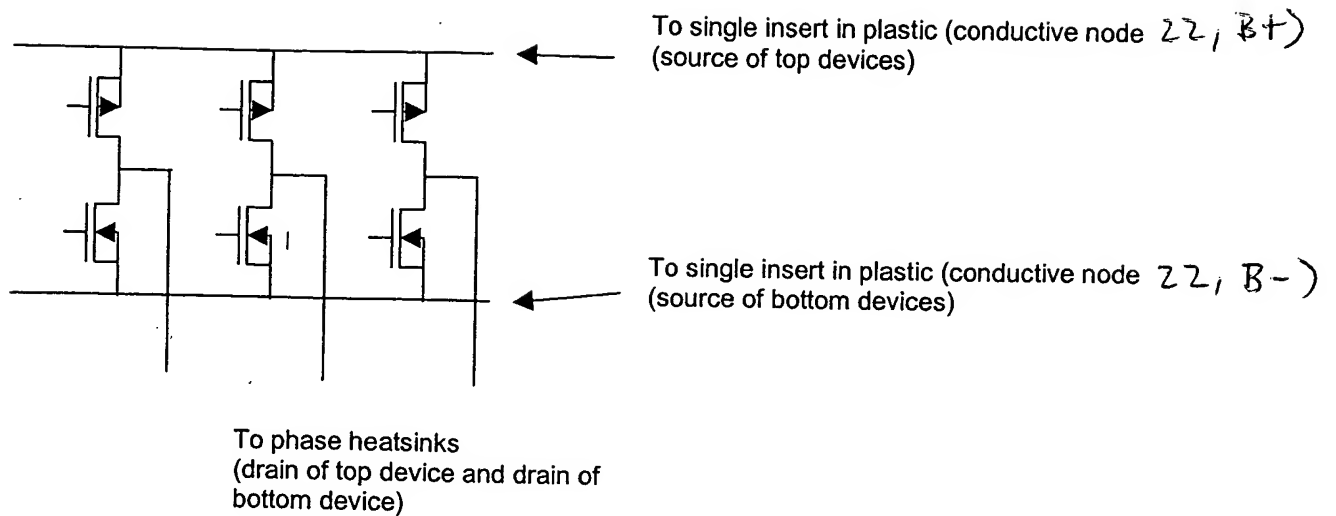 To single insert in plastic (conductive node 22, B+)
(source of top devices)
To single insert in plastic (conductive node 22, B-)
(source of bottom devices)
To phase heatsinks
(drain of top device and drain of
bottom device)